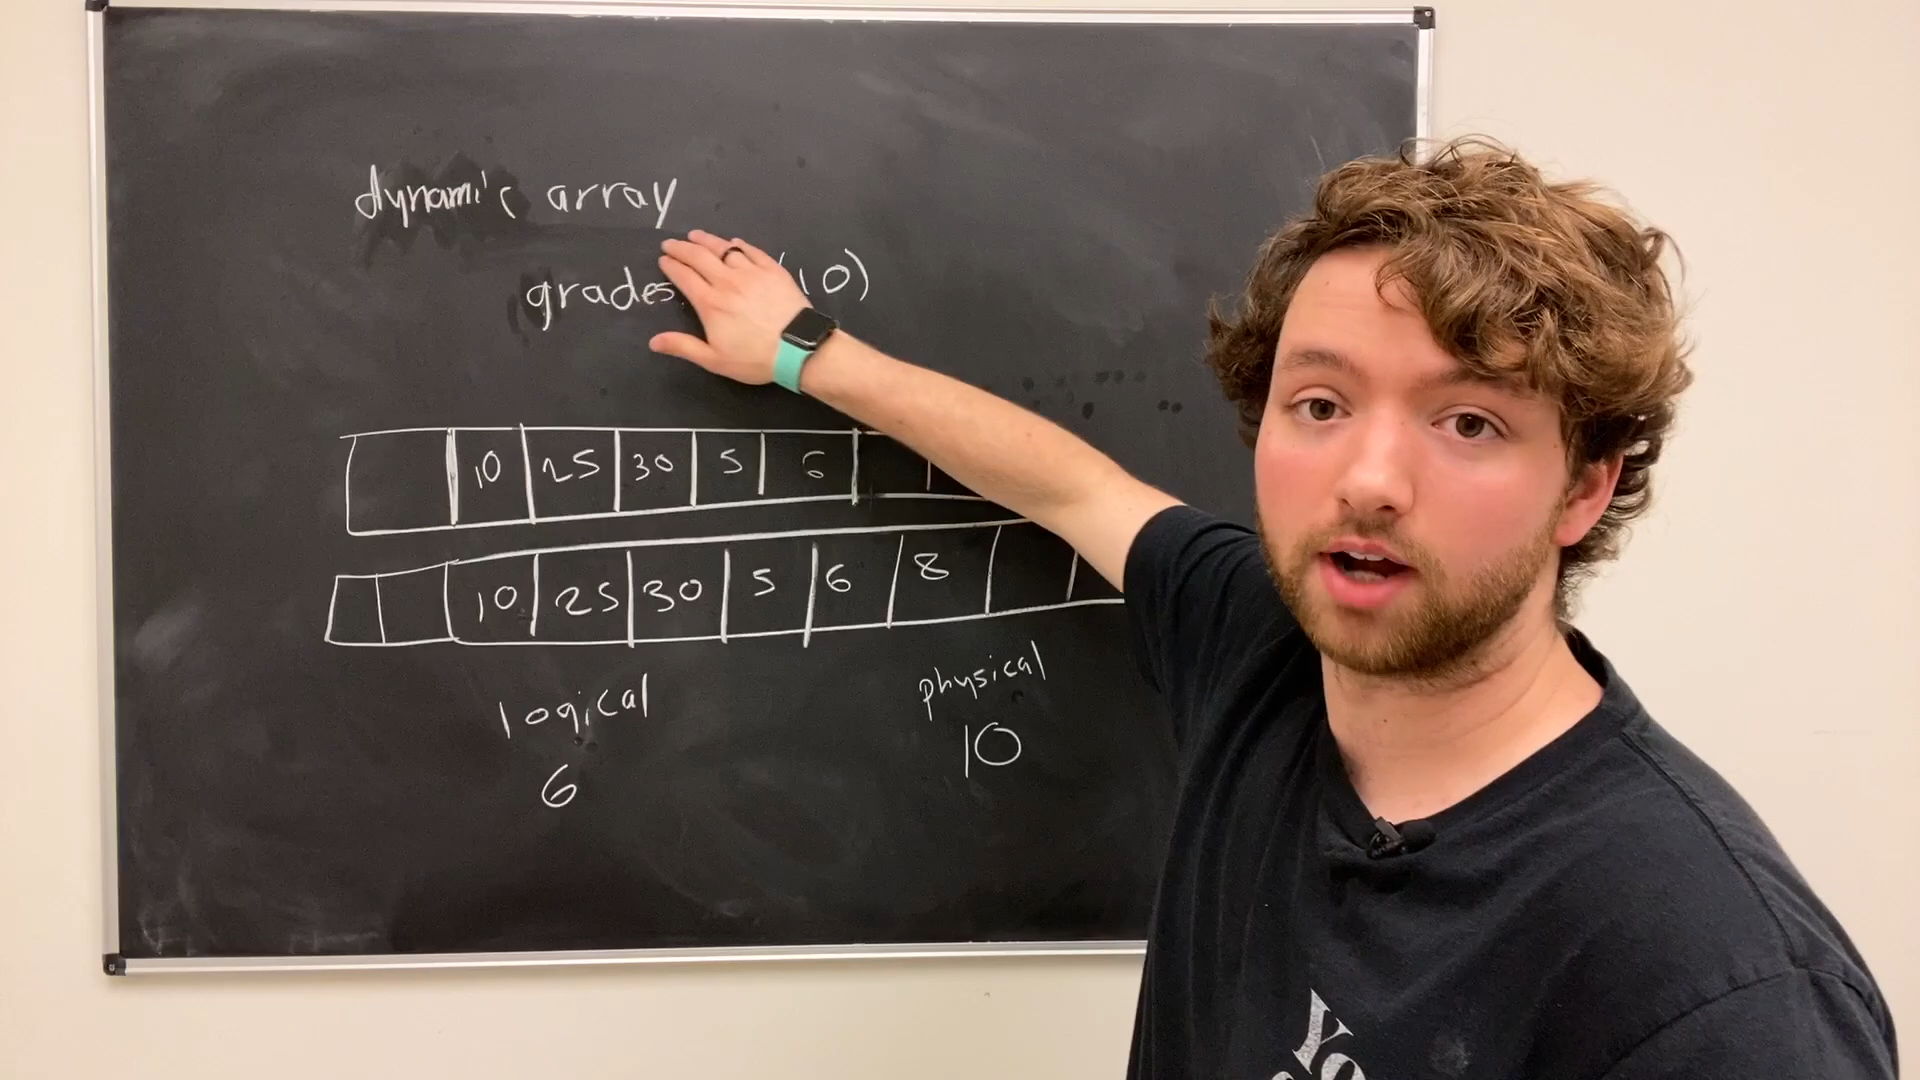 dynamic array
grades (10)
10 25 30 5 6
10 25 30 5 6 8
logical physical
6 10
Yo